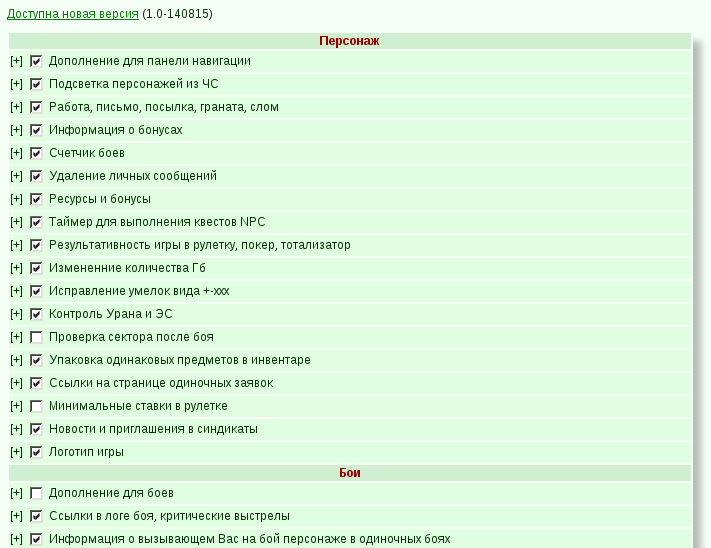 Доступна новая версия (1.0-140815)
Персонаж
[+] Дополнение для панели навигации
[+] Подсветка персонажей из ЧС
[+] Работа, письмо, посылка, граната, слом
[+] Информация о бонусах
[+] Счетчик боев
[+] Удаление личных сообщений
[+] Ресурсы и бонусы
[+] Таймер для выполнения квестов NPC
[+] Результативность игры в рулетку, покер, тотализатор
[+] Измененние количества Гб
[+] Исправление умелок вида +-xxx
[+] Контроль Урана и ЭС
[+] Проверка сектора после боя
[+] Упаковка одинаковых предметов в инвентаре
[+] Ссылки на странице одиночных заявок
[+] Минимальные ставки в рулетке
[+] Новости и приглашения в синдикаты
[+] Логотип игры
Бои
[+] Дополнение для боев
[+] Ссылки в логе боя, критические выстрелы
[+] Информация о вызывающем Вас на бой персонаже в одиночных боях